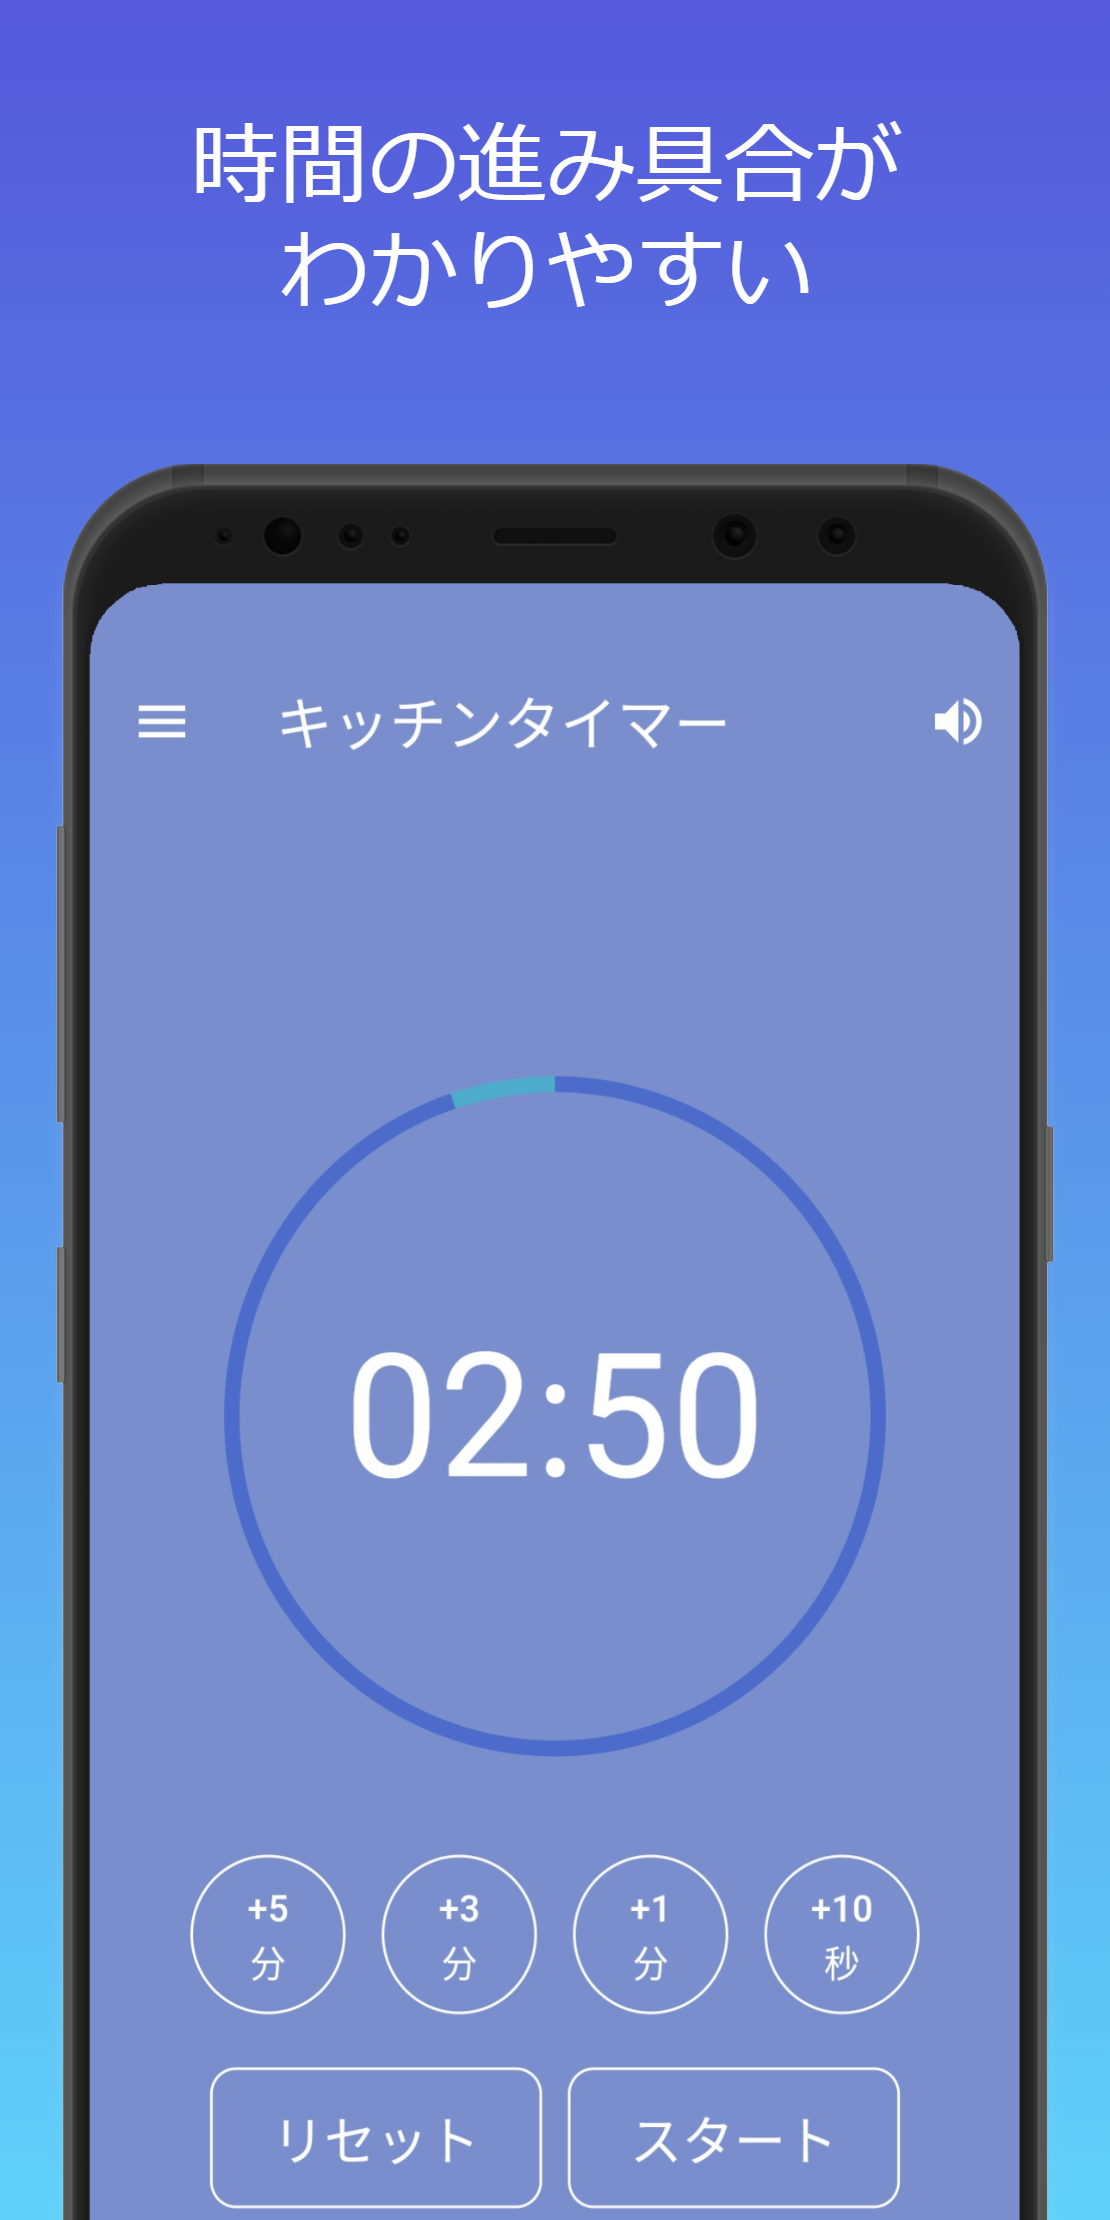 時間の進み具合が
わかりやすい
キッチンタイマー
02:50
+5
分
+3
分
+1
分
+10
秒
リセット
スタート